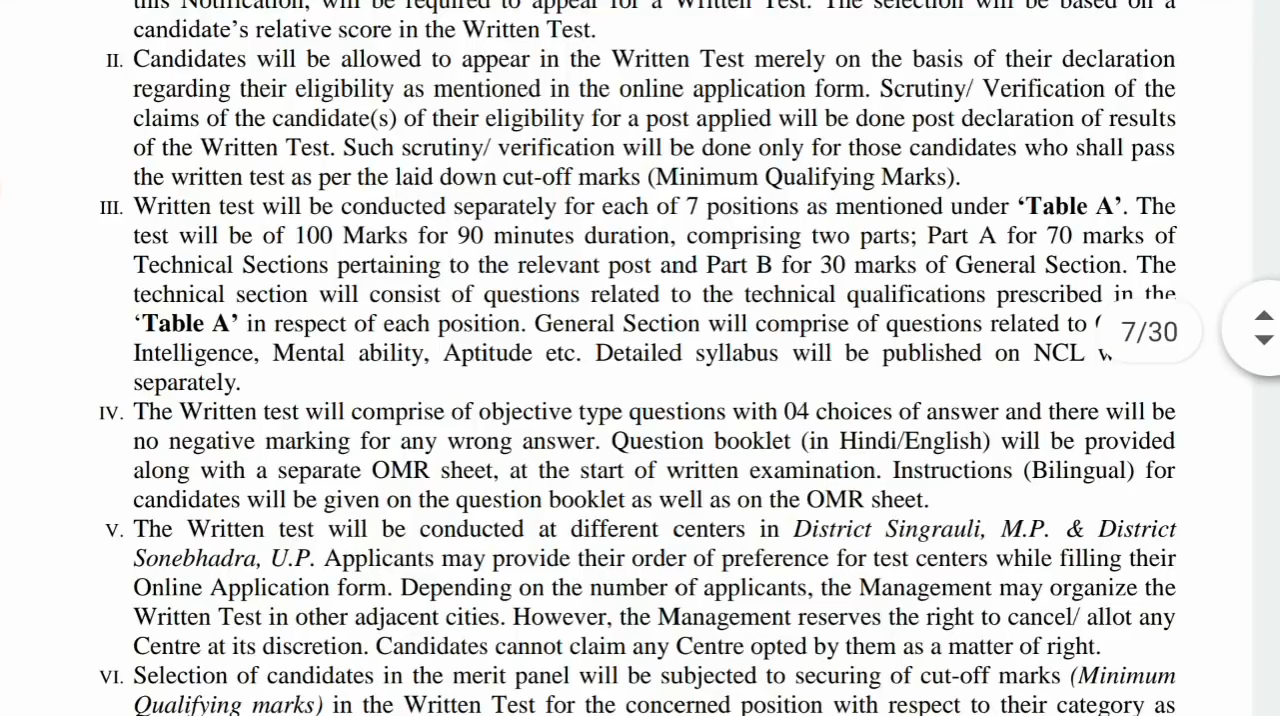 this Notification, will be required to appear for a Written Test. The selection will be based on a
candidate’s relative score in the Written Test.
II. Candidates will be allowed to appear in the Written Test merely on the basis of their declaration
regarding their eligibility as mentioned in the online application form. Scrutiny/ Verification of the
claims of the candidate(s) of their eligibility for a post applied will be done post declaration of results
of the Written Test. Such scrutiny/ verification will be done only for those candidates who shall pass
the written test as per the laid down cut-off marks (Minimum Qualifying Marks).
III. Written test will be conducted separately for each of 7 positions as mentioned under ‘Table A’. The
test will be of 100 Marks for 90 minutes duration, comprising two parts; Part A for 70 marks of
Technical Sections pertaining to the relevant post and Part B for 30 marks of General Section. The
technical section will consist of questions related to the technical qualifications prescribed in the
‘Table A’ in respect of each position. General Section will comprise of questions related to
7/30
Intelligence, Mental ability, Aptitude etc. Detailed syllabus will be published on NCL
separately.
IV. The Written test will comprise of objective type questions with 04 choices of answer and there will be
no negative marking for any wrong answer. Question booklet (in Hindi/English) will be provided
along with a separate OMR sheet, at the start of written examination. Instructions (Bilingual) for
candidates will be given on the question booklet as well as on the OMR sheet.
V. The Written test will be conducted at different centers in District Singrauli, M.P. & District
Sonebhadra, U.P. Applicants may provide their order of preference for test centers while filling their
Online Application form. Depending on the number of applicants, the Management may organize the
Written Test in other adjacent cities. However, the Management reserves the right to cancel/ allot any
Centre at its discretion. Candidates cannot claim any Centre opted by them as a matter of right.
VI. Selection of candidates in the merit panel will be subjected to securing of cut-off marks (Minimum
Qualifying marks) in the Written Test for the concerned position with respect to their category as